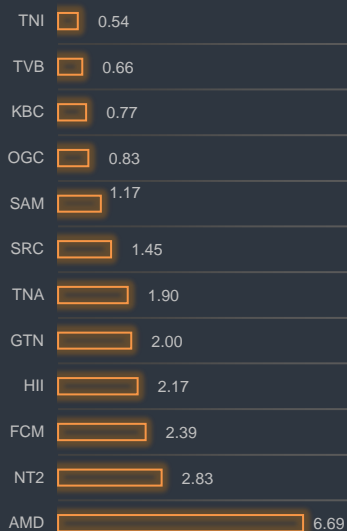 TNI 0.54
TVB 0.66
KBC 0.77
OGC 0.83
SAM 1.17
SRC 1.45
TNA 1.90
GTN 2.00
HII 2.17
FCM 2.39
NT2 2.83
AMD 6.69